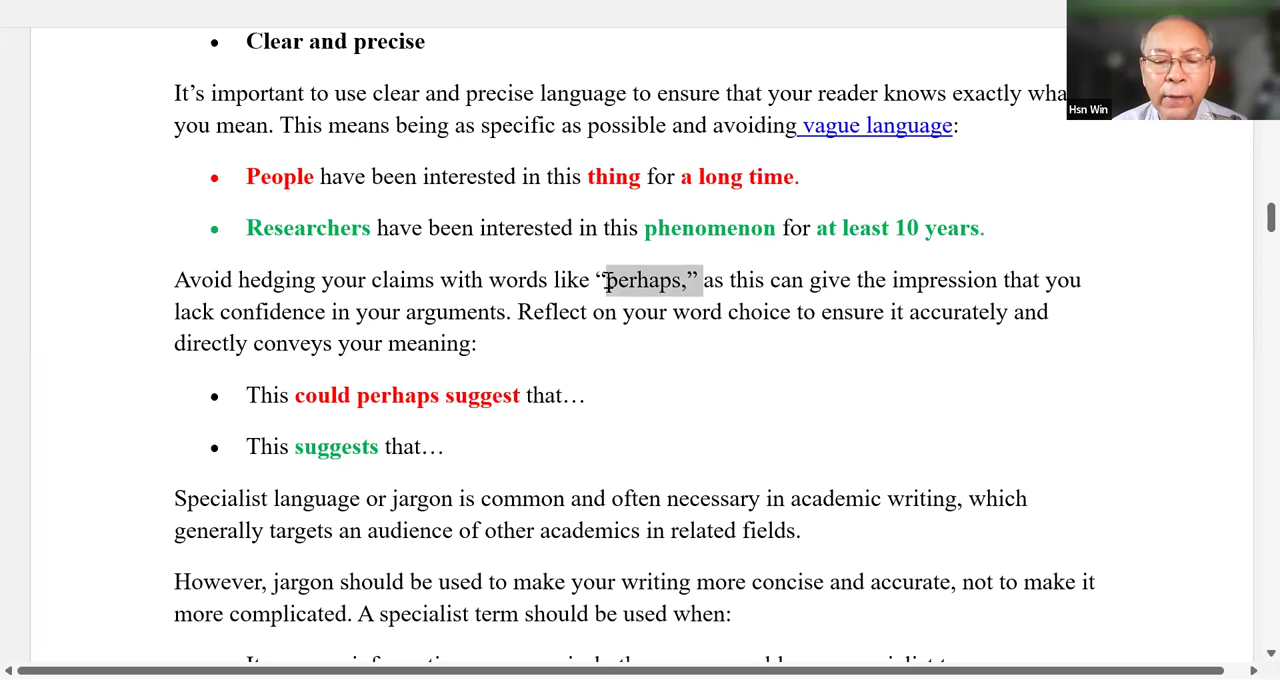 Clear and precise
It’s important to use clear and precise language to ensure that your reader knows exactly
Hsn Win
you mean. This means being as specific as possible and avoiding vague language:
People have been interested in this thing for a long time.
Researchers have been interested in this phenomenon for at least 10 years.
Avoid hedging your claims with words like “perhaps,” as this can give the impression that you
lack confidence in your arguments. Reflect on your word choice to ensure it accurately and
directly conveys your meaning:
This could perhaps suggest that…
This suggests that…
Specialist language or jargon is common and often necessary in academic writing, which
generally targets an audience of other academics in related fields.
However, jargon should be used to make your writing more concise and accurate, not to make it
more complicated. A specialist term should be used when: